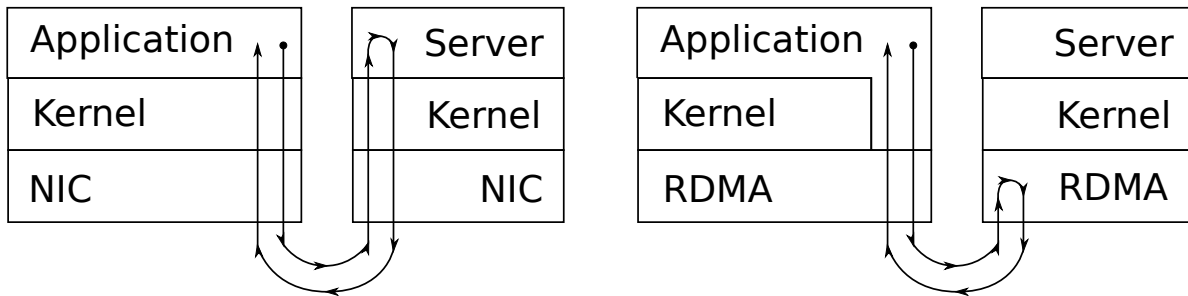 Application
Kernel
NIC
Server
Kernel
NIC
Application
Kernel
RDMA
Server
Kernel
RDMA